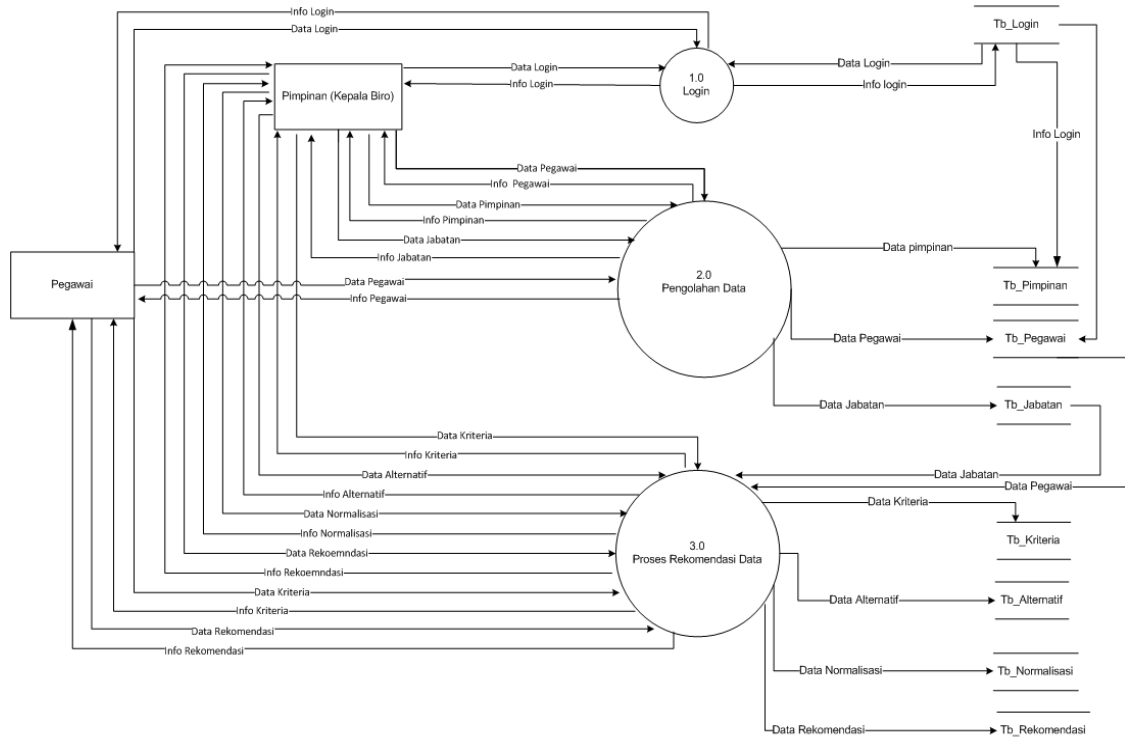 Info Login
Data Login
Tb_Login
Data Login
Info Login
1.0
Login
Data Login
Info login
Pimpinan (Kepala Biro)
Info Login
Data Pegawai
Info Pegawai
Data Pimpinan
Info Pimpinan
Data Jabatan
Info Jabatan
Data pimpinan
Pegawai
Data Pegawai
Info Pegawai
2.0
Pengolahan Data
Tb_Pimpinan
Data Pegawai
Tb_Pegawai
Data Jabatan
Tb_Jabatan
Data Kriteria
Info Kriteria
Data Alternatif
Info Alternatif
Data Normalisasi
Info Normalisasi
Data Rekoemndasi
Info Rekoemndasi
Data Kriteria
Info Kriteria
Data Rekomendasi
Info Rekomendasi
3.0
Proses Rekomendasi Data
Data Jabatan
Data Pegawai
Data Kriteria
Tb_Kriteria
Data Alternatif
Tb_Alternatif
Data Normalisasi
Tb_Normalisasi
Data Rekomendasi
Tb_Rekomendasi